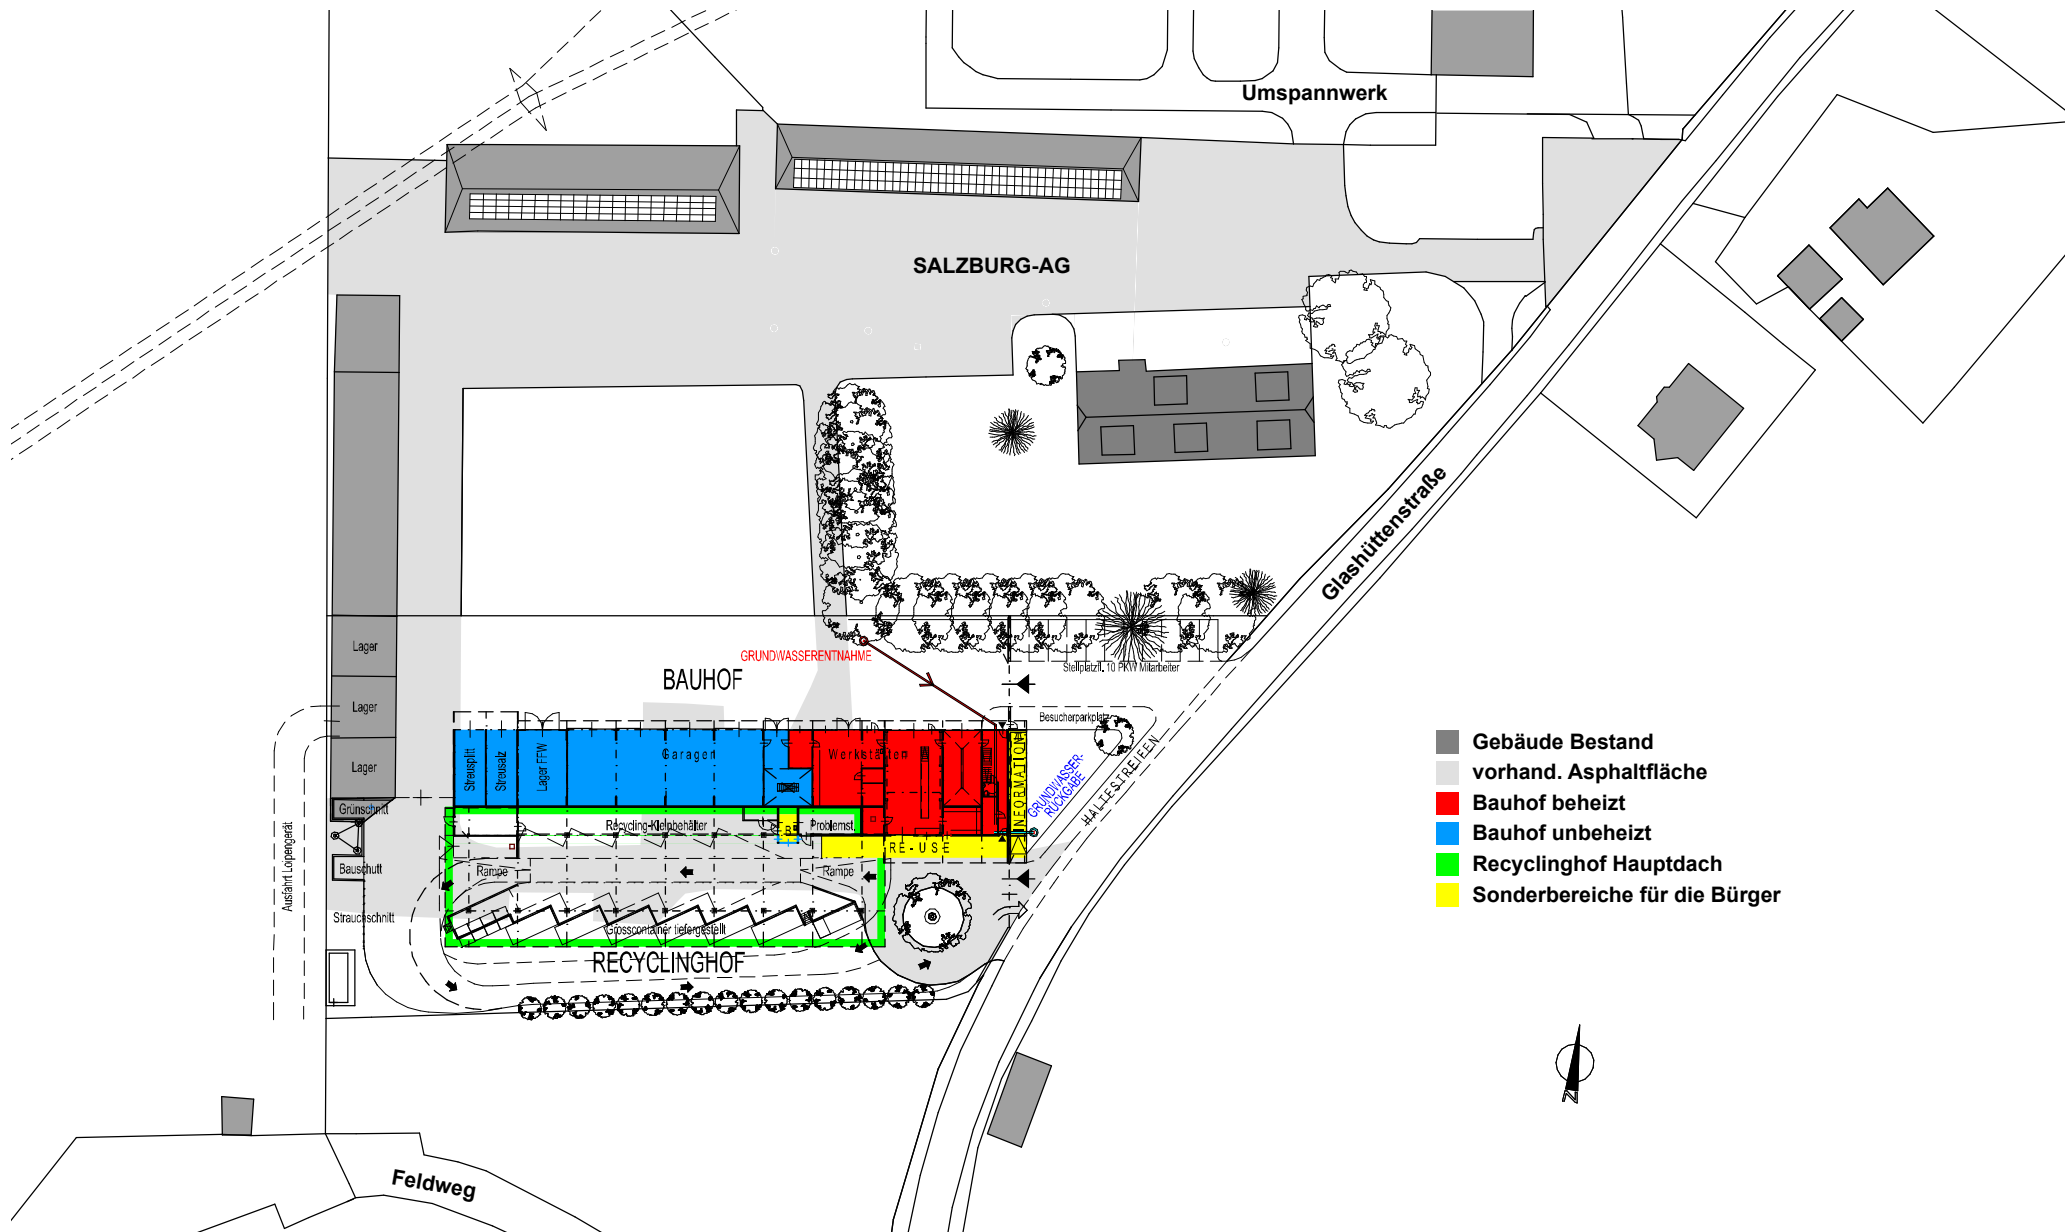 Umspannwerk
SALZBURG-AG
Glashüttenstraße
Lager
Lager
Lager
GRUNDWASSERENTNAHME
BAUHOF
Stellplatzfl. 10 PKW Mitarbeiter
Besucherparkplatz
Streusplitt
Streusalz
Lager FFW
Garagen
Werkstätten
INFORMATION
GRUNDWASSER-
RÜCKGABE
HALTESTREIFEN
Grünschnitt
Recycling-Kleinbehälter
B
Problemst.
RE-USE
Bauschutt
Rampe
Rampe
Ausfahrt Loipengerät
Strauchschnitt
Grosscontainer tiefergestellt
RECYCLINGHOF
Gebäude Bestand
vorhand. Asphaltfläche
Bauhof beheizt
Bauhof unbeheizt
Recyclinghof Hauptdach
Sonderbereiche für die Bürger
N
Feldweg